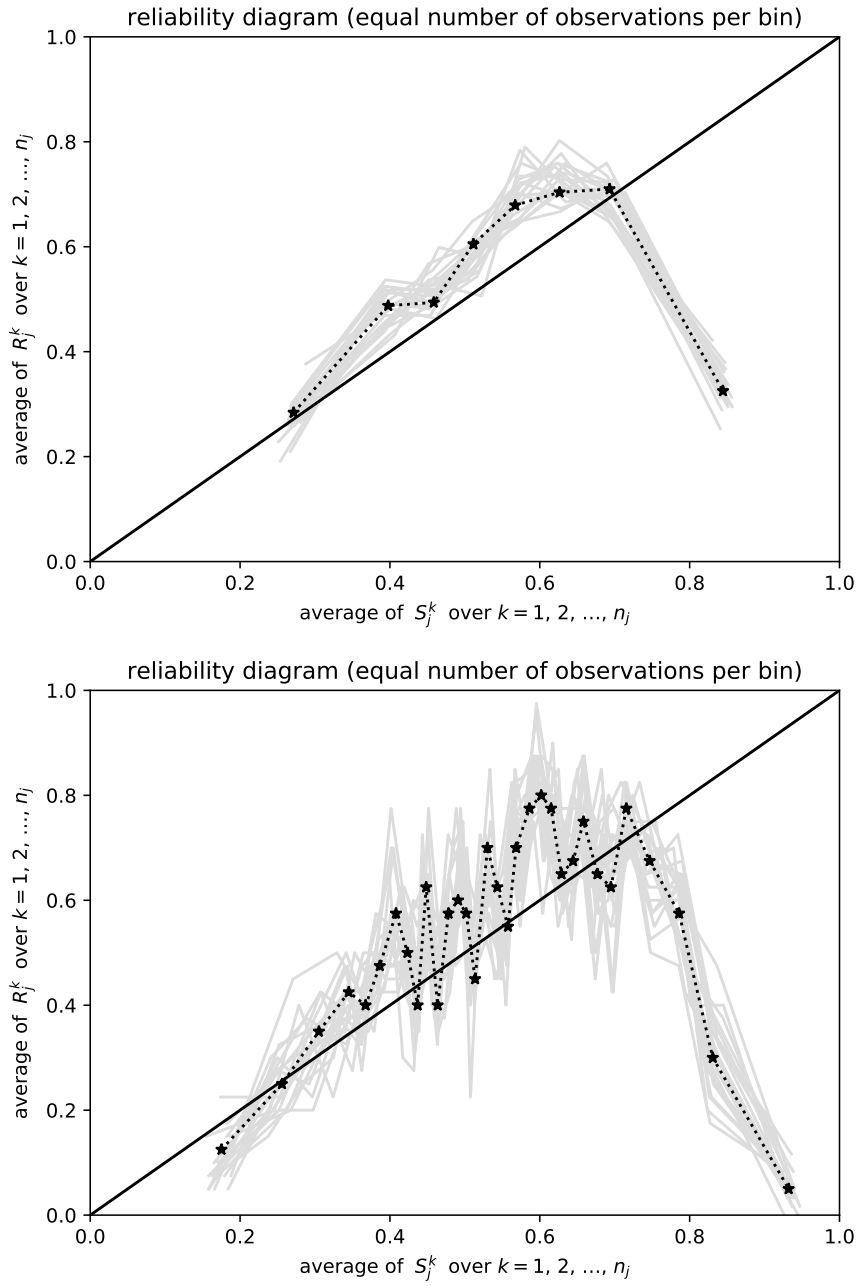 reliability diagram (equal number of observations per bin)
1.0
0.8
0.6
0.4
0.2
0.0
average of R_j^k over k = 1, 2, ..., n_j
0.0 0.2 0.4 0.6 0.8 1.0
average of S_j^k over k = 1, 2, ..., n_j
reliability diagram (equal number of observations per bin)
1.0
0.8
0.6
0.4
0.2
0.0
average of R_j^k over k = 1, 2, ..., n_j
0.0 0.2 0.4 0.6 0.8 1.0
average of S_j^k over k = 1, 2, ..., n_j